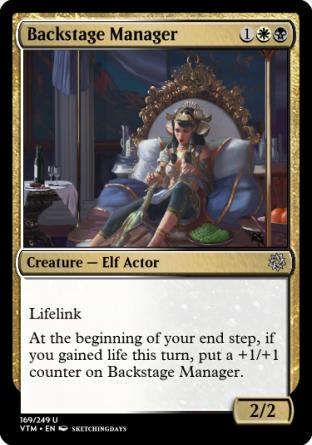 Backstage Manager 1
Creature — Elf Actor
Lifelink
At the beginning of your end step, if
you gained life this turn, put a +1/+1
counter on Backstage Manager.
169/249 U
VTM • EN SKETCHINGDAYS
2/2